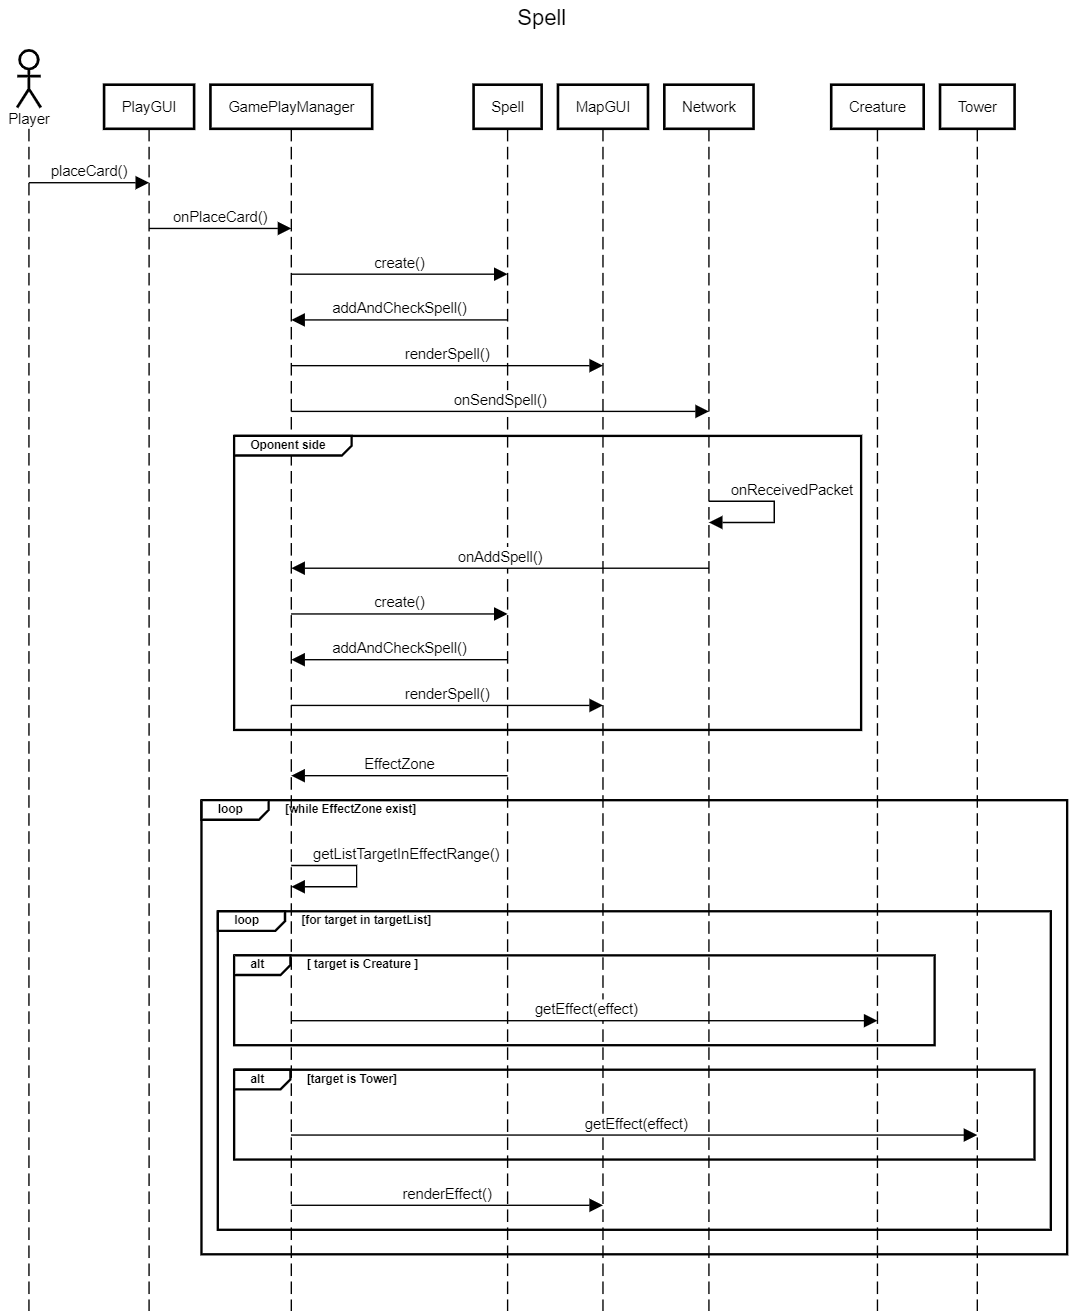 Spell
Player
PlayGUI
GamePlayManager
Spell
MapGUI
Network
Creature
Tower
placeCard()
onPlaceCard()
create()
addAndCheckSpell()
renderSpell()
onSendSpell()
Oponent side
onReceivedPacket
onAddSpell()
create()
addAndCheckSpell()
renderSpell()
EffectZone
loop [while EffectZone exist]
getListTargetInEffectRange()
loop [for target in targetList]
alt [ target is Creature ]
getEffect(effect)
alt [target is Tower]
getEffect(effect)
renderEffect()